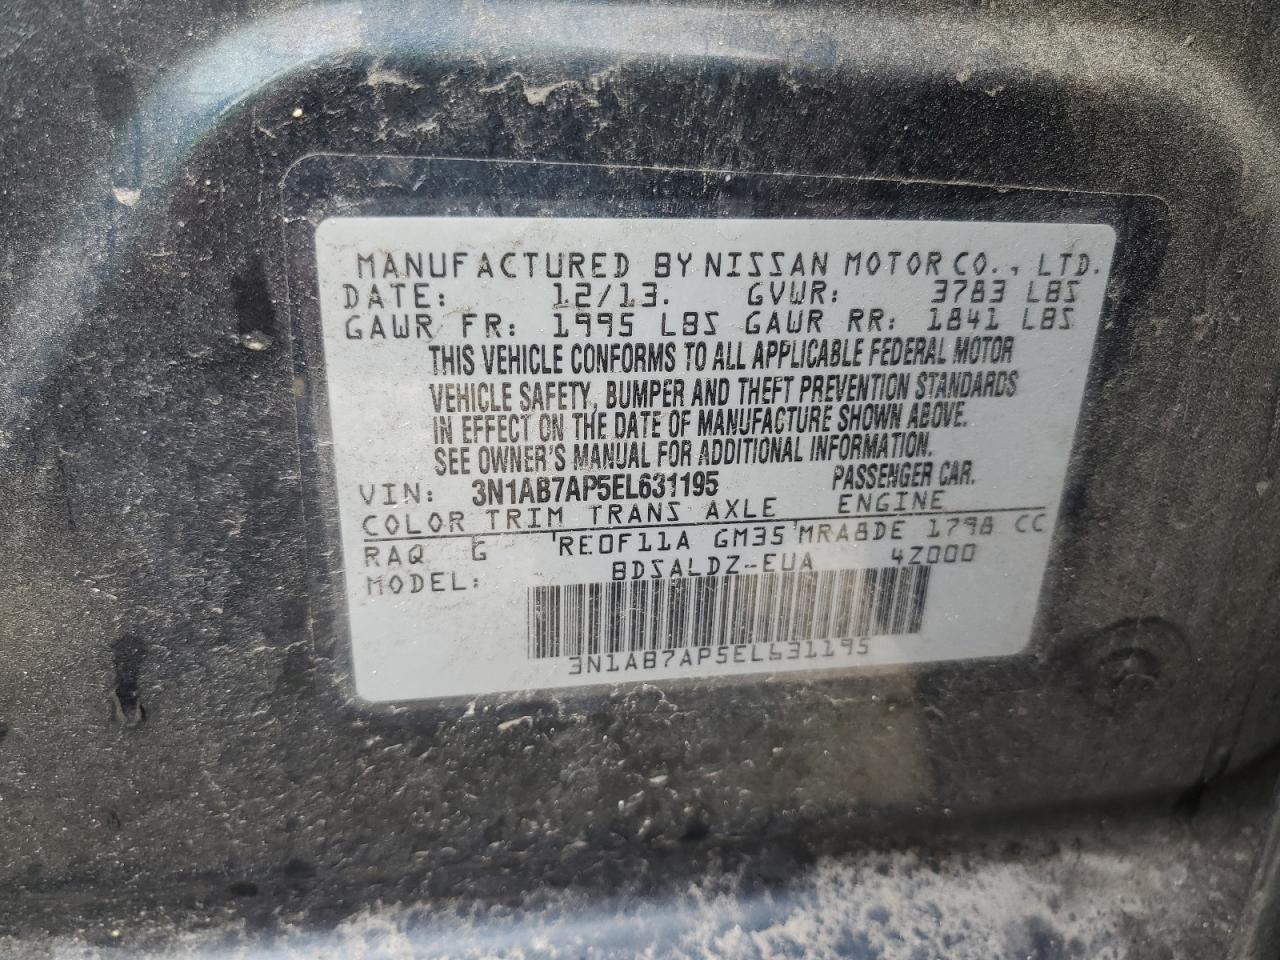 MANUFACTURED BY NISSAN MOTOR CO., LTD.
DATE: 12/13. GVWR: 3783 LBS
GAWR FR: 1995 LBS GAWR RR: 1841 LBS
THIS VEHICLE CONFORMS TO ALL APPLICABLE FEDERAL MOTOR
VEHICLE SAFETY, BUMPER AND THEFT PREVENTION STANDARDS
IN EFFECT ON THE DATE OF MANUFACTURE SHOWN ABOVE.
SEE OWNER'S MANUAL FOR ADDITIONAL INFORMATION.
VIN: 3N1AB7AP5EL631195 PASSENGER CAR.
COLOR TRIM TRANS AXLE ENGINE
RAQ G RE0F11A GM35 MRA8DE 1798 CC
MODEL: BDSALDZ-EUA 4Z000
3N1AB7AP5EL631195